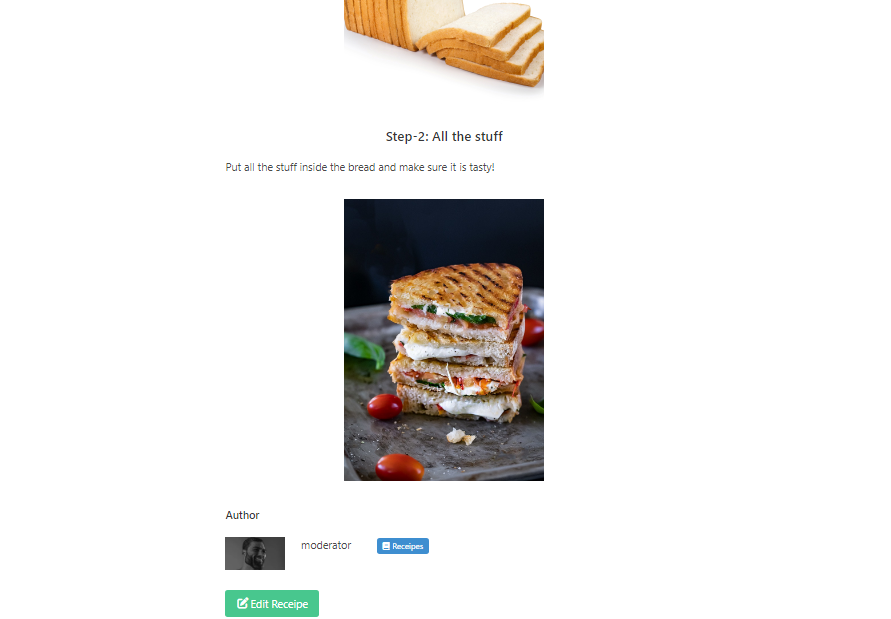 Step-2: All the stuff
Put all the stuff inside the bread and make sure it is tasty!
Author
moderator
Receipes
Edit Receipe